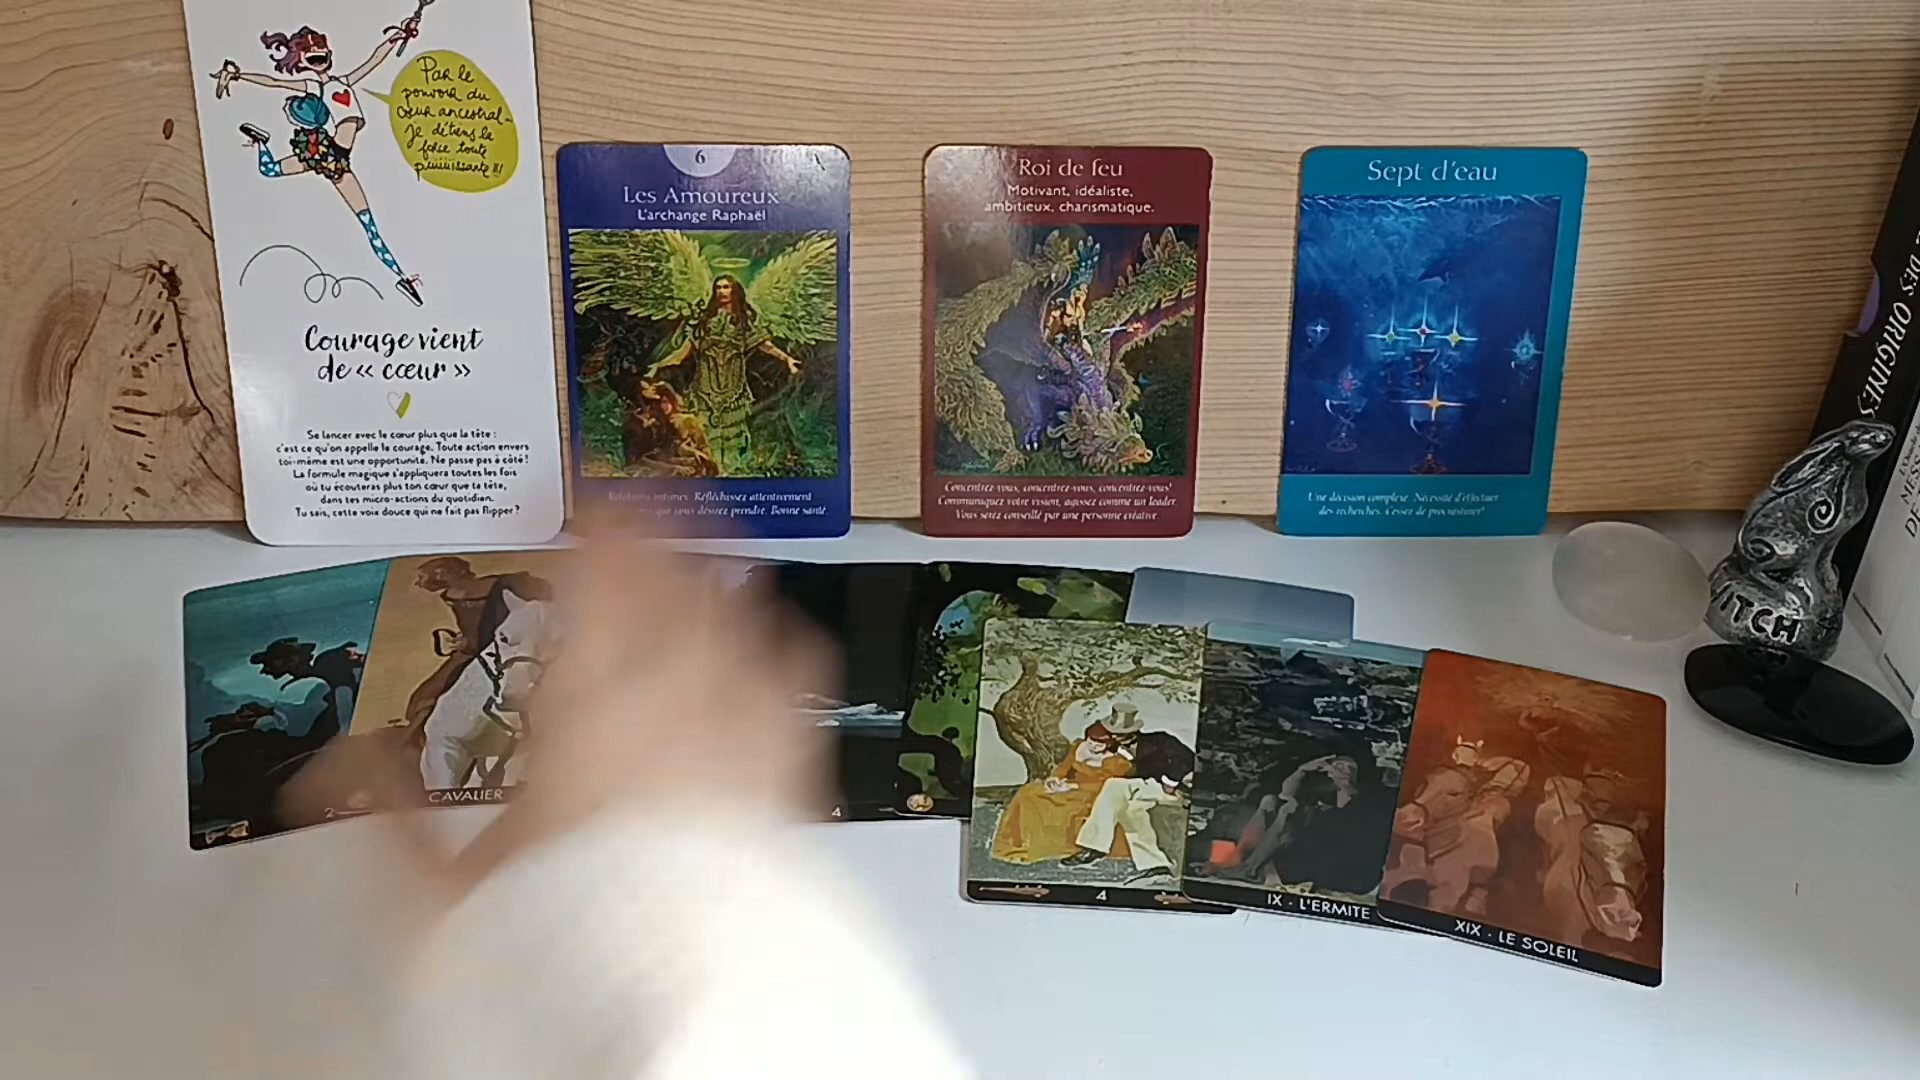 Par le
pouvoir du
cœur ancestral...
Je détiens la
force toute
puiiiissante !!!
Courage vient
de « cœur »
Se lancer avec le cœur plus que la tête :
c'est ce qu'on appelle le courage. Toute action envers
toi-même est une opportunité. Ne passe pas à côté !
La formule magique s'appliquera toutes les fois
où tu écouteras plus ton cœur que ta tête,
dans tes micro-actions du quotidien.
Tu sais, cette voix douce qui ne fait pas flipper ?
6
Les Amoureux
L'archange Raphaël
Relations intimes. Réfléchissez attentivement
que vous désirez prendre. Bonne santé.
Roi de feu
Motivant, idéaliste,
ambitieux, charismatique.
Concentrez-vous, concentrez-vous, concentrez-vous!
Communiquez votre vision, agissez comme un leader.
Vous serez conseillé par une personne créative.
Sept d'eau
Une décision complexe. Nécessité d'effectuer
des recherches. Cessez de procrastiner!
DES ORIGINES
ITCH
2
CAVALIER
4
4
IX · L'ERMITE
XIX · LE SOLEIL